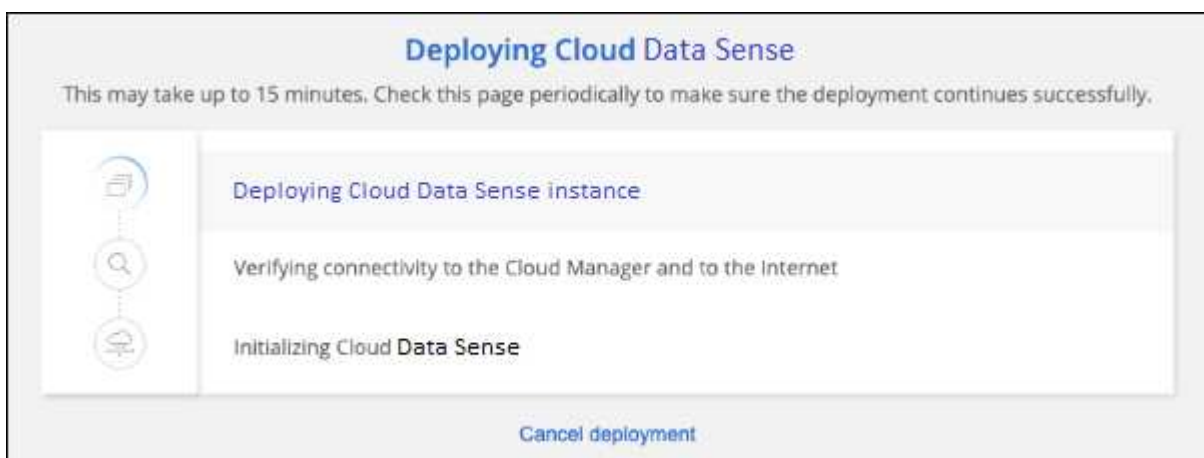 Deploying Cloud Data Sense
This may take up to 15 minutes. Check this page periodically to make sure the deployment continues successfully.
Deploying Cloud Data Sense instance
Verifying connectivity to the Cloud Manager and to the Internet
Initializing Cloud Data Sense
Cancel deployment